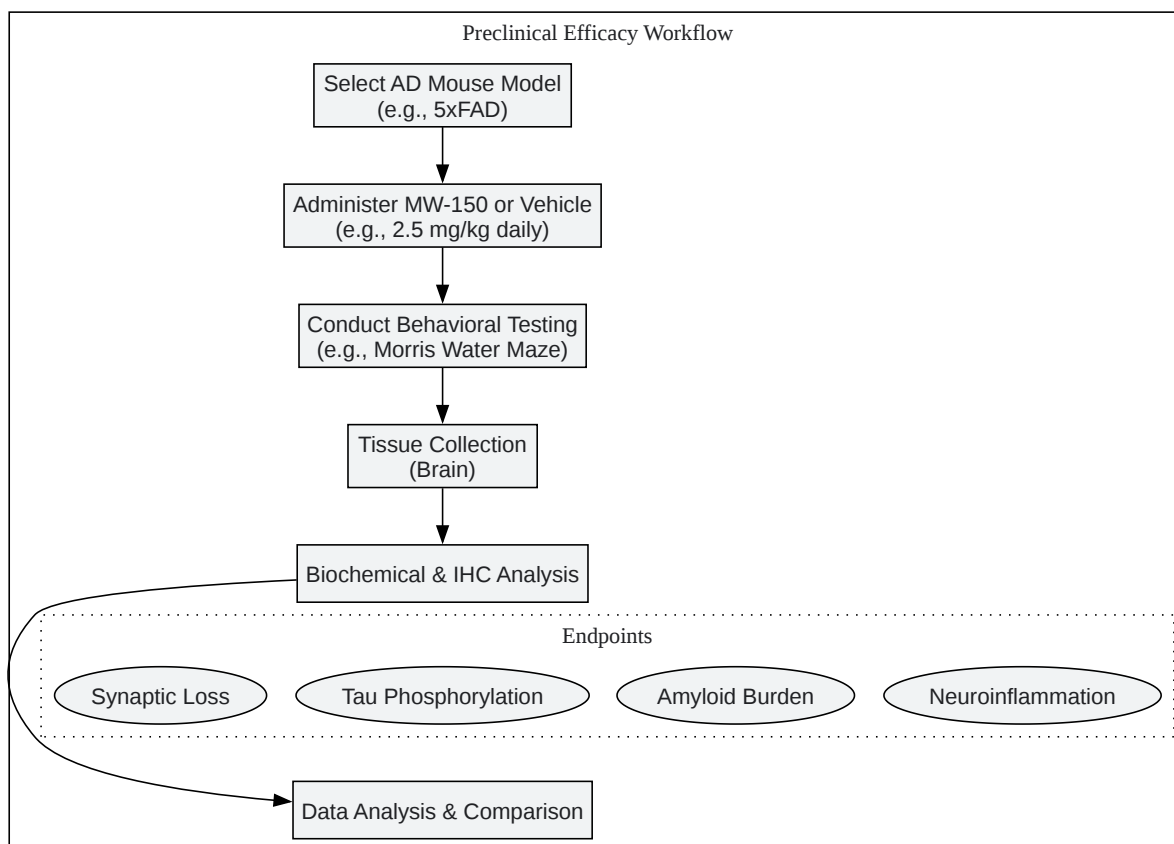 Preclinical Efficacy Workflow
Select AD Mouse Model
(e.g., 5xFAD)
Administer MW-150 or Vehicle
(e.g., 2.5 mg/kg daily)
Conduct Behavioral Testing
(e.g., Morris Water Maze)
Tissue Collection
(Brain)
Biochemical & IHC Analysis
Endpoints
Synaptic Loss
Tau Phosphorylation
Amyloid Burden
Neuroinflammation
Data Analysis & Comparison